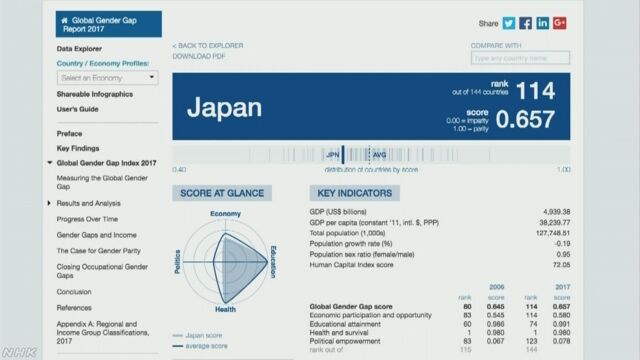 Global Gender Gap
Report 2017
Data Explorer
Country / Economy Profiles:
Select an Economy
Shareable Infographics
User's Guide
Preface
Key Findings
Global Gender Gap Index 2017
Measuring the Global Gender
Gap
Results and Analysis
Progress Over Time
Gender Gaps and Income
The Case for Gender Parity
Closing Occupational Gender
Gaps
Conclusion
References
Appendix A: Regional and
Income Group Classifications,
2017
Share
< BACK TO EXPLORER
DOWNLOAD PDF
COMPARE WITH
type any country name
Japan
rank
out of 144 countries
114
score
0.00 = imparity
1.00 = parity
0.657
JPN
AVG
0.40
distribution of countries by score
1.00
SCORE AT GLANCE
Economy
Education
Health
Politics
Japan score
average score
KEY INDICATORS
GDP (US$ billions) 4,939.38
GDP per capita (constant '11, intl. $, PPP) 38,239.77
Total population (1,000s) 127,748.51
Population growth rate (%) -0.19
Population sex ratio (female/male) 0.95
Human Capital Index score 72.05
2006 2017
rank score rank score
Global Gender Gap score 80 0.645 114 0.657
Economic participation and opportunity 83 0.545 114 0.580
Educational attainment 60 0.986 74 0.991
Health and survival 1 0.980 1 0.980
Political empowerment 83 0.067 123 0.078
rank out of 115 144
NHK